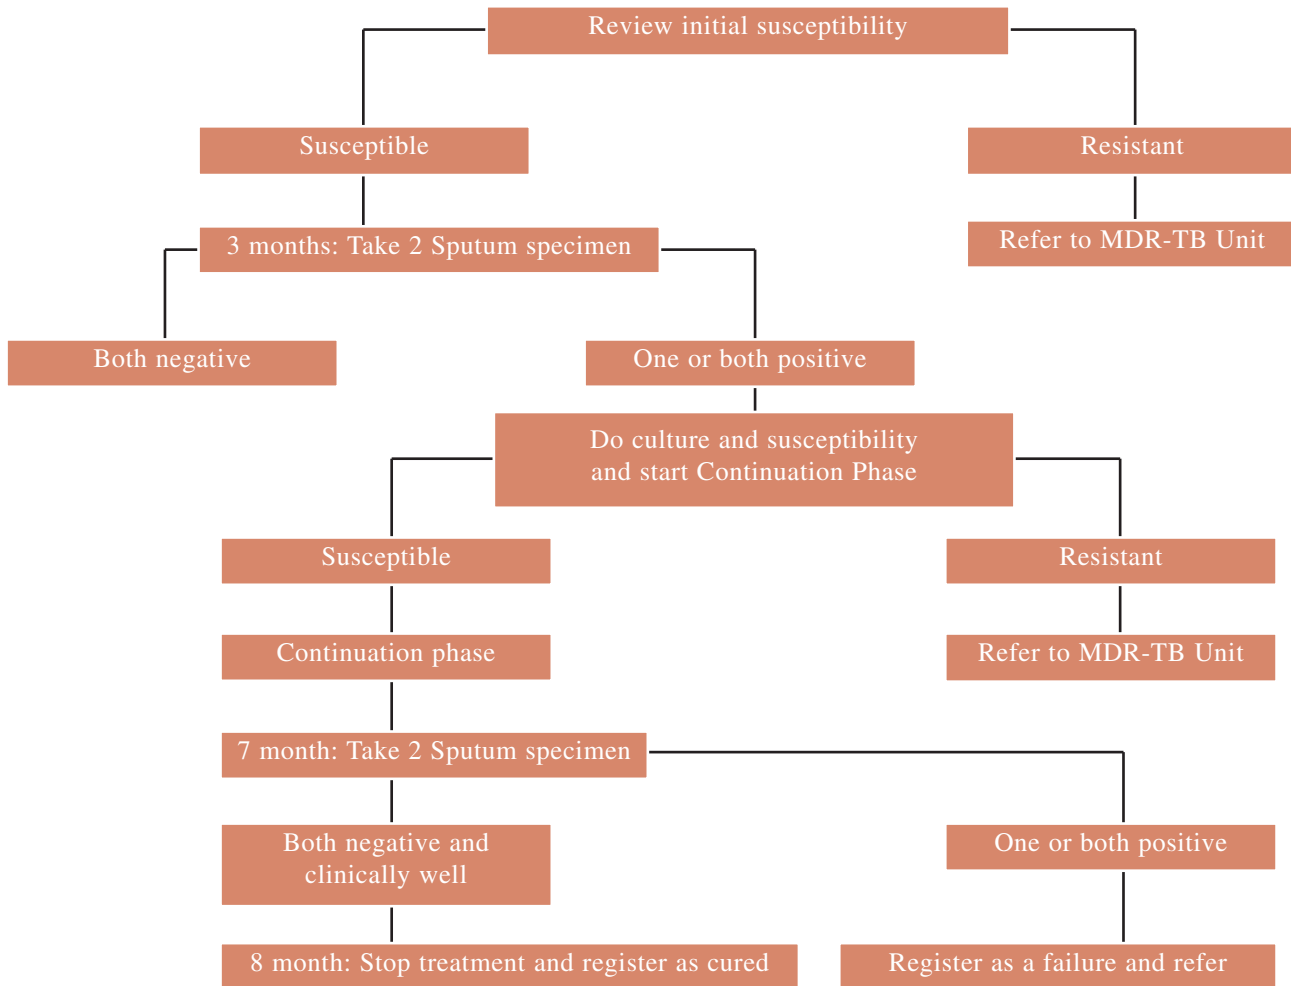 Review initial susceptibility
Susceptible
Resistant
3 months: Take 2 Sputum specimen
Refer to MDR-TB Unit
Both negative
One or both positive
Do culture and susceptibility
and start Continuation Phase
Susceptible
Resistant
Continuation phase
Refer to MDR-TB Unit
7 month: Take 2 Sputum specimen
Both negative and
clinically well
One or both positive
8 month: Stop treatment and register as cured
Register as a failure and refer